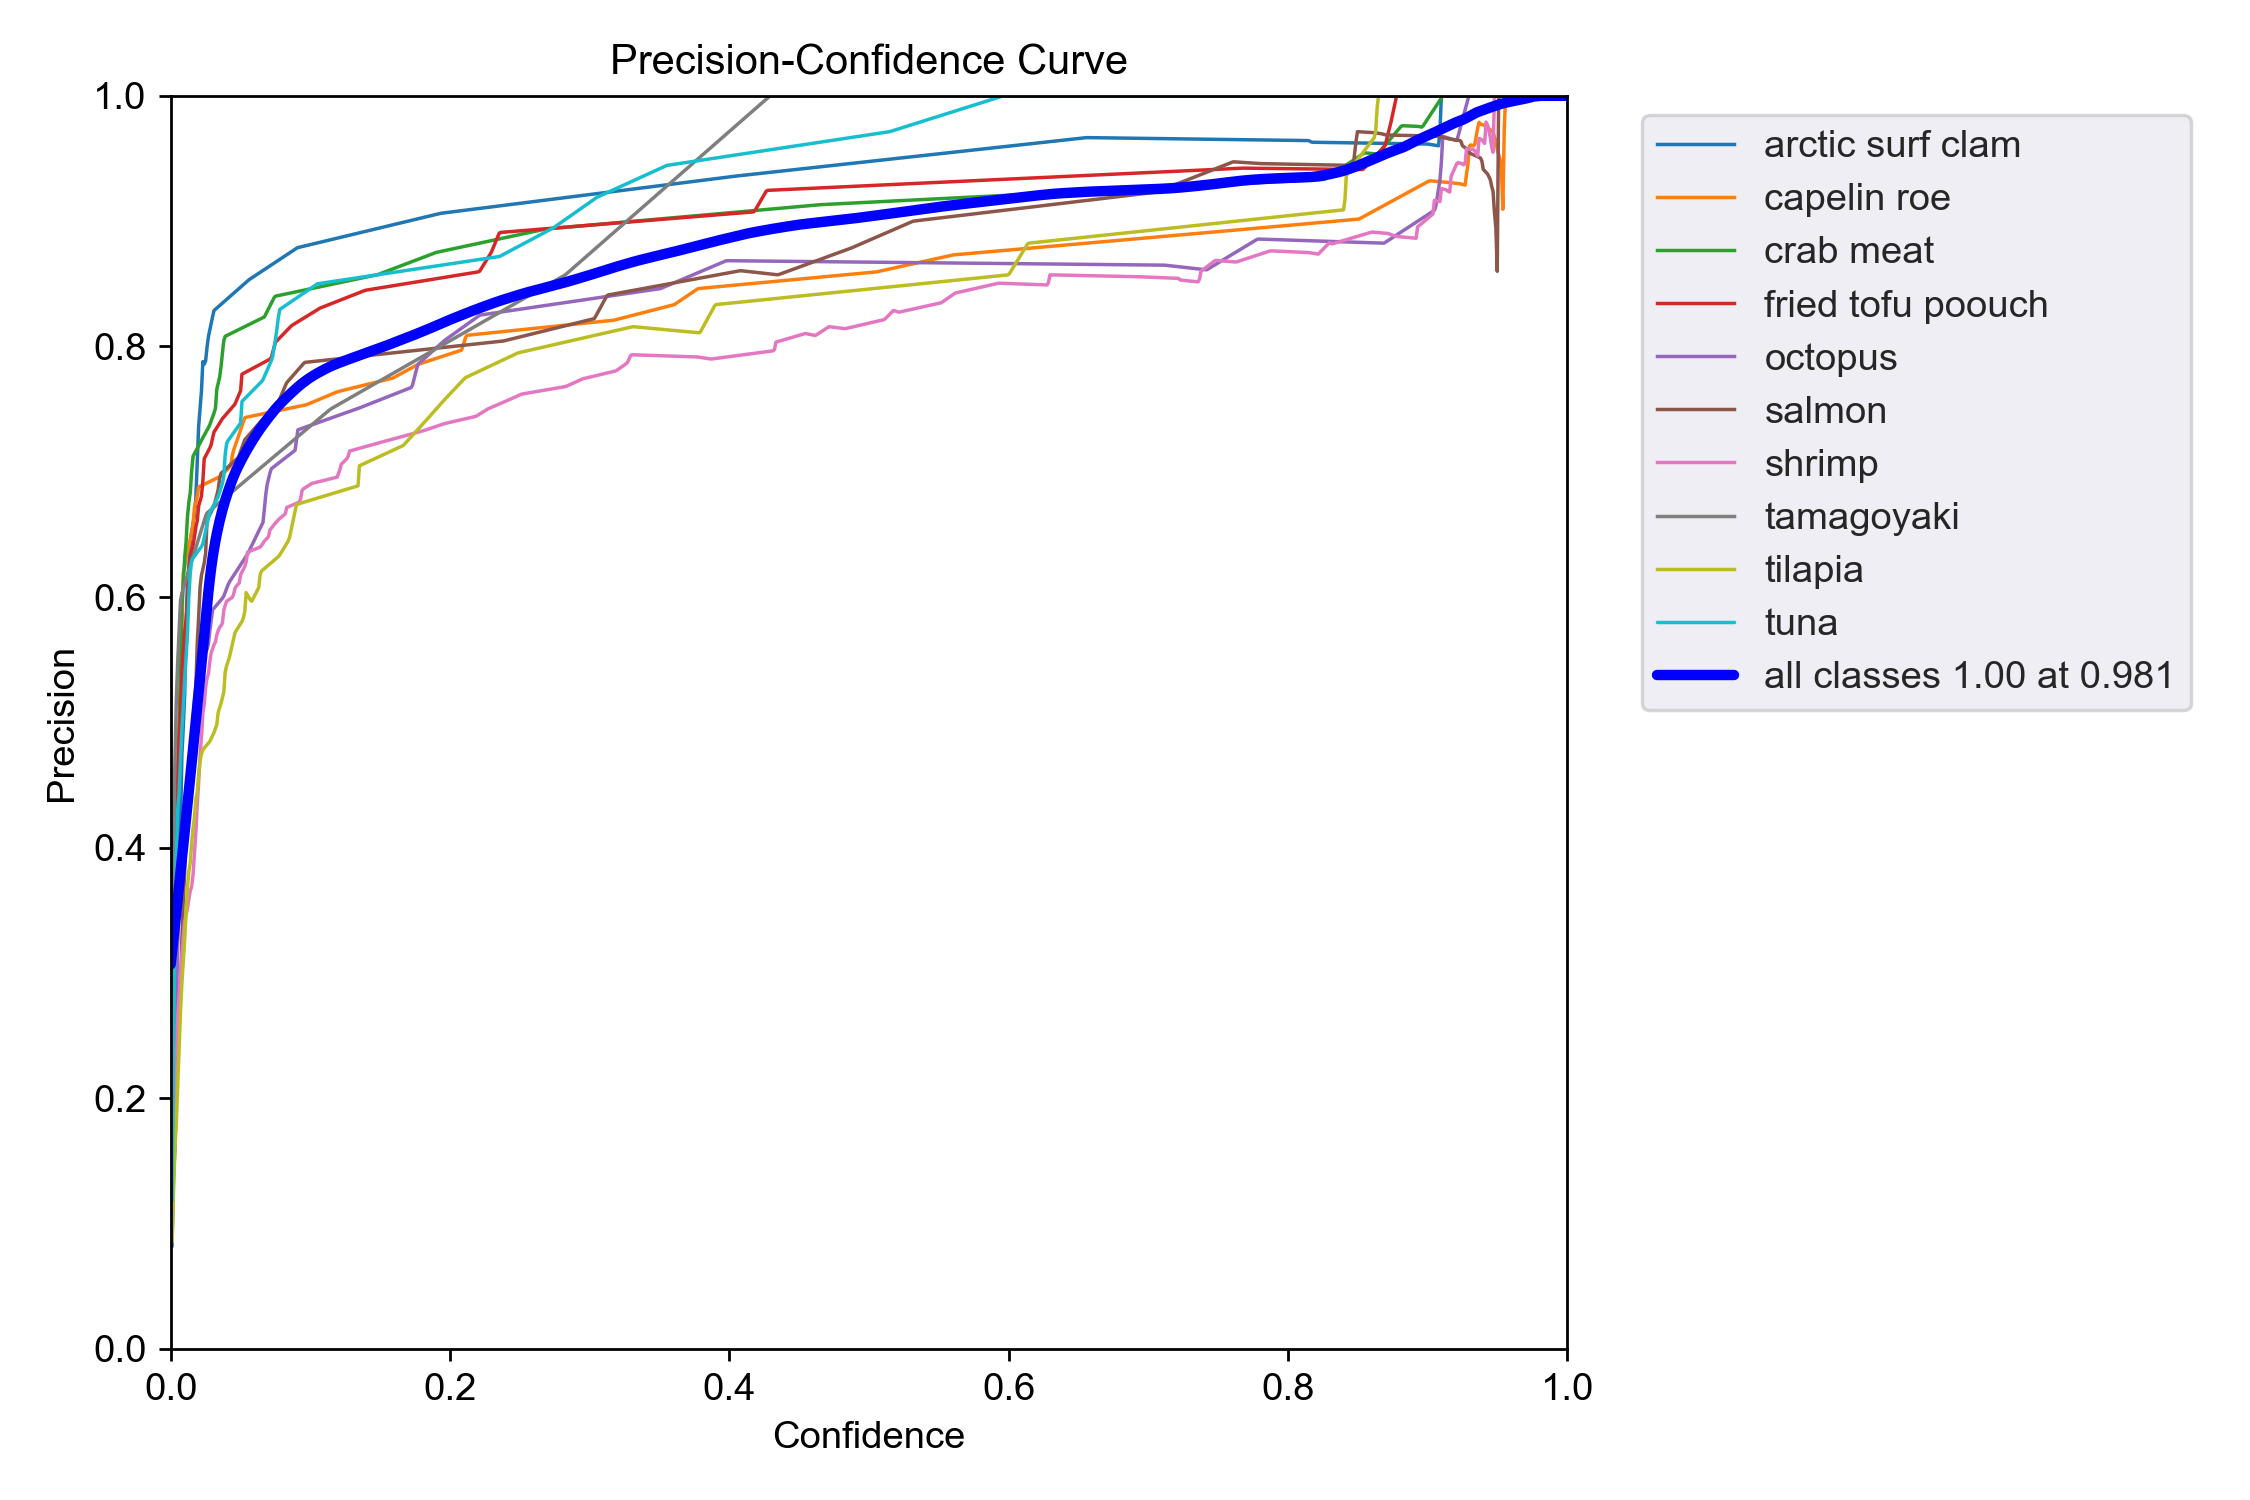 Precision-Confidence Curve
1.0
0.8
0.6
0.4
0.2
0.0
Precision
0.0 0.2 0.4 0.6 0.8 1.0
Confidence
arctic surf clam
capelin roe
crab meat
fried tofu poouch
octopus
salmon
shrimp
tamagoyaki
tilapia
tuna
all classes 1.00 at 0.981